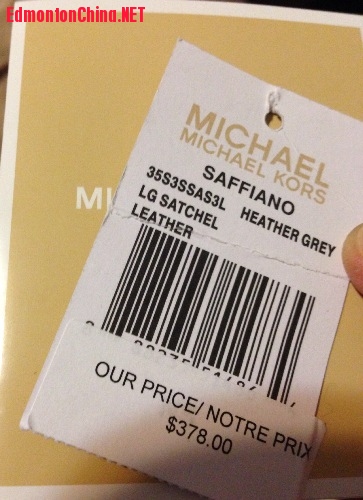 EdmontonChina.NET
MICHAEL
MICHAEL KORS
SAFFIANO
35S3SSAS3L HEATHER GREY
LG SATCHEL
LEATHER
OUR PRICE/ NOTRE PRIX
$378.00